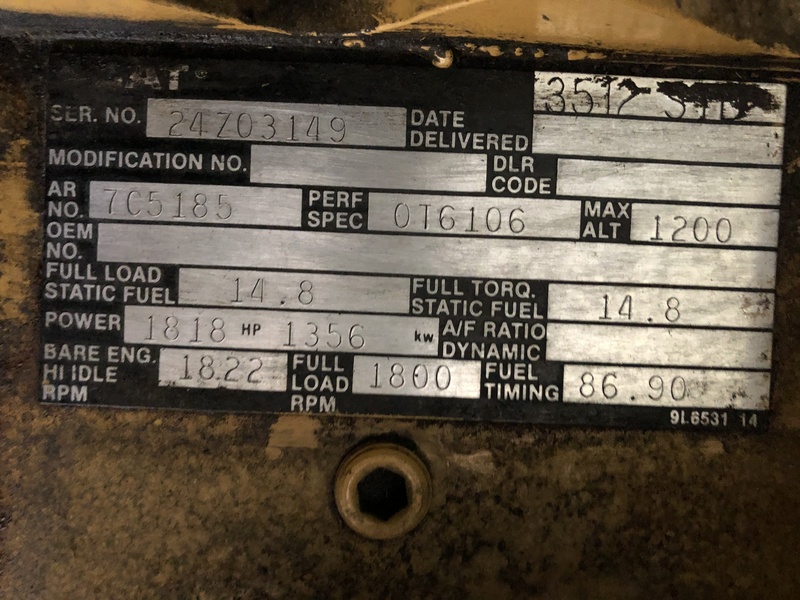 3512 STD
SER. NO. 24Z03149 DATE DELIVERED
MODIFICATION NO. DLR CODE
AR NO. 7C5185 PERF SPEC 0T6106 MAX ALT 1200
OEM NO.
FULL LOAD STATIC FUEL 14.8 FULL TORQ. STATIC FUEL 14.8
POWER 1818 HP 1356 kw A/F RATIO DYNAMIC
BARE ENG. HI IDLE RPM 1822 FULL LOAD RPM 1800 FUEL TIMING 86.90
9L6531 14